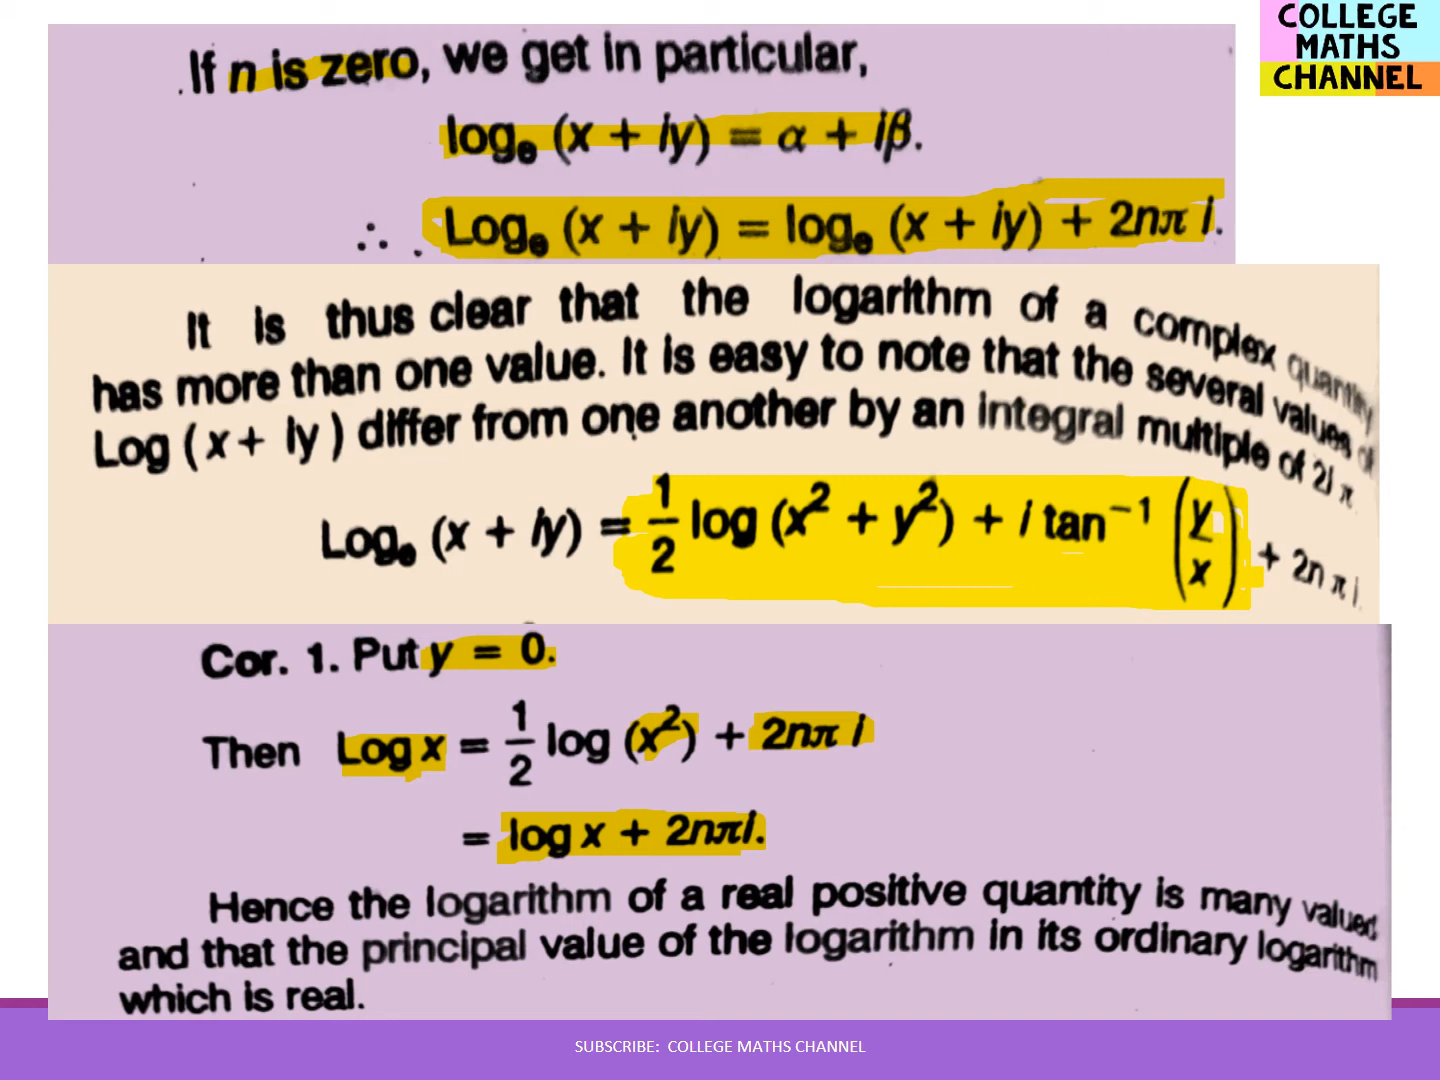 COLLEGE
MATHS
CHANNEL
If n is zero, we get in particular,
logₑ (x + iy) = α + iβ.
∴ Logₑ (x + iy) = logₑ (x + iy) + 2nπ i.
It is thus clear that the logarithm of a complex quantity
has more than one value. It is easy to note that the several values of
Log (x + iy) differ from one another by an integral multiple of 2i π
Logₑ (x + iy) = 1/2 log (x² + y²) + i tan⁻¹ (y/x) + 2n π i.
Cor. 1. Put y = 0.
Then Log x = 1/2 log (x²) + 2nπ i
= log x + 2nπi.
Hence the logarithm of a real positive quantity is many valued
and that the principal value of the logarithm in its ordinary logarithm
which is real.
SUBSCRIBE: COLLEGE MATHS CHANNEL